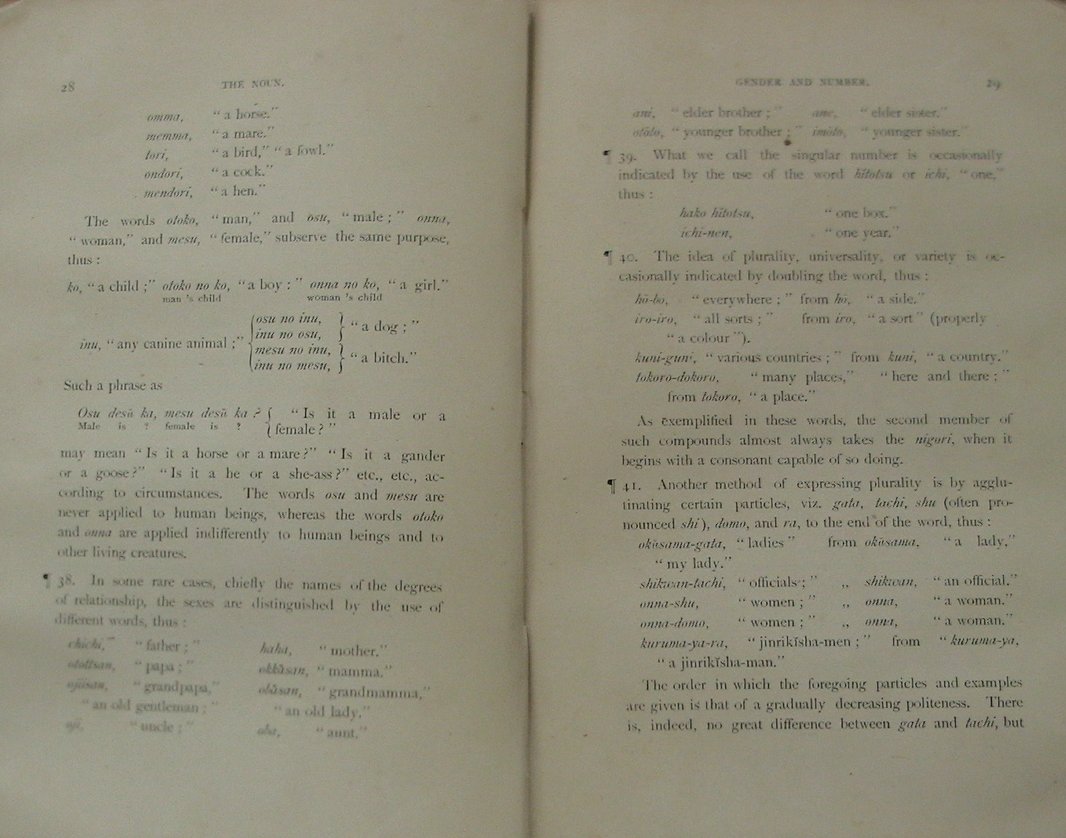 28 THE NOUN.
omma, “a horse.”
memma, “a mare.”
tori, “a bird,” “a fowl.”
ondori, “a cock.”
mendori, “a hen.”
The words otoko, “man,” and osu, “male;” onna,
“woman,” and mesu, “female,” subserve the same purpose,
thus:
ko, “a child;” otoko no ko, “a boy:” onna no ko, “a girl.”
man 's child woman 's child
inu, “any canine animal;”
osu no inu,
inu no osu,
“a dog;”
mesu no inu,
inu no mesu,
“a bitch.”
Such a phrase as
Osu desŭ ka, mesu desŭ ka? “Is it a male or a
Male is ? female is ? female?”
may mean “Is it a horse or a mare?” “Is it a gander
or a goose?” “Is it a he or a she-ass?” etc., etc., ac-
cording to circumstances. The words osu and mesu are
never applied to human beings, whereas the words otoko
and onna are applied indifferently to human beings and to
other living creatures.
¶ 38. In some rare cases, chiefly the names of the degrees
of relationship, the sexes are distinguished by the use of
different words, thus:
chichi, “father;” haha, “mother.”
“papa;” okkăsan, “mamma.”
ojiisan, “grandpapa,” obăsan, “grandmamma,”
“an old gentleman;” “an old lady,”
oji, “uncle;” oba, “aunt,”
GENDER AND NUMBER. 29
ani, “elder brother;” ane, “elder sister.”
otōto, “younger brother;” imōto, “younger sister.”
¶ 39. What we call the singular number is occasionally
indicated by the use of the word hitotsu or ichi, “one,”
thus:
hako hitotsu, “one box.”
ichi-nen, “one year.”
¶ 40. The idea of plurality, universality, or variety is oc-
casionally indicated by doubling the word, thus:
hō-bō, “everywhere;” from hō, “a side.”
iro-iro, “all sorts;” from iro, “a sort” (properly
“a colour”).
kuni-guni, “various countries;” from kuni, “a country.”
tokoro-dokoro, “many places,” “here and there;”
from tokoro, “a place.”
As exemplified in these words, the second member of
such compounds almost always takes the nigori, when it
begins with a consonant capable of so doing.
¶ 41. Another method of expressing plurality is by agglu-
tinating certain particles, viz. gata, tachi, shu (often pro-
nounced shi), domo, and ra, to the end of the word, thus:
okŭsama-gata, “ladies” from okŭsama, “a lady,”
“my lady.”
shikwan-tachi, “officials;” „ shikwan, “an official.”
onna-shu, “women;” „ onna, “a woman.”
onna-domo, “women;” „ onna, “a woman.”
kuruma-ya-ra, “jinrikĭsha-men;” from “kuruma-ya,
“a jinrikĭsha-man.”
The order in which the foregoing particles and examples
are given is that of a gradually decreasing politeness. There
is, indeed, no great difference between gata and tachi, but